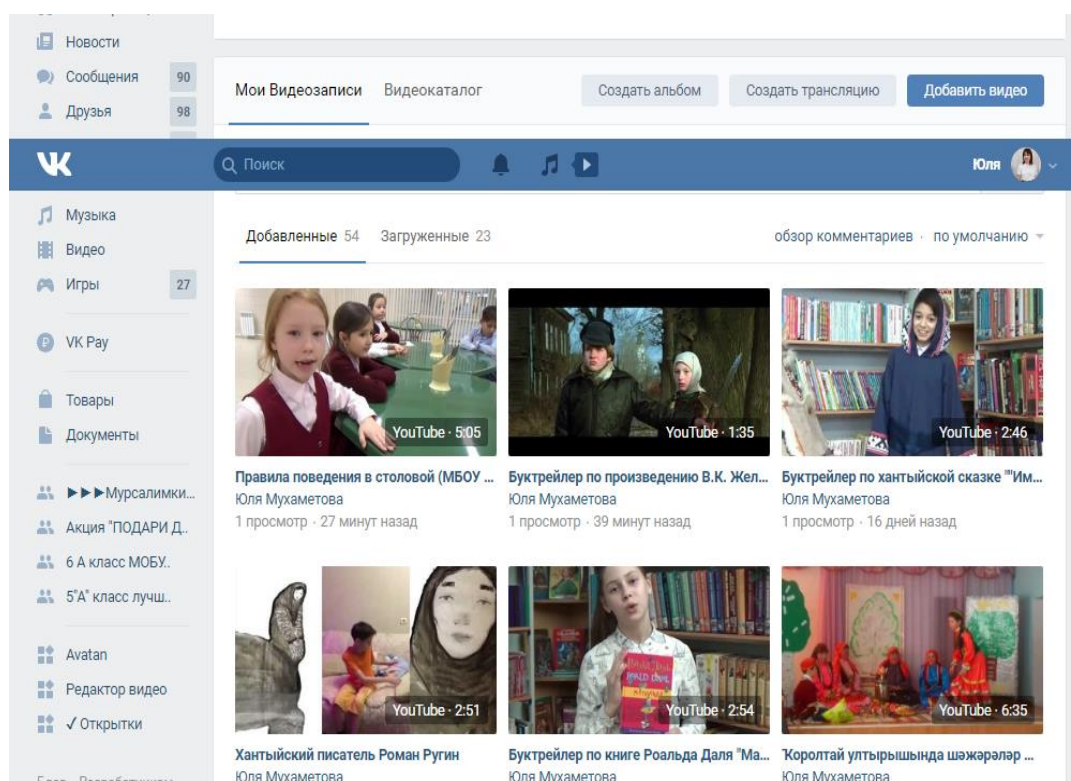 Новости
Сообщения 90
Друзья 98
Мои Видеозаписи Видеокаталог Создать альбом Создать трансляцию Добавить видео
Поиск Юля
Музыка
Видео
Игры 27
VK Pay
Товары
Документы
▶▶▶Мурсалимки...
Акция "ПОДАРИ Д..
6 А класс МОБУ..
5"А" класс лучш..
Avatan
Редактор видео
✓ Открытки
Добавленные 54 Загруженные 23 обзор комментариев · по умолчанию
YouTube · 5:05
YouTube · 1:35
YouTube · 2:46
Правила поведения в столовой (МБОУ ...
Юля Мухаметова
1 просмотр · 27 минут назад
Буктрейлер по произведению В.К. Жел...
Юля Мухаметова
1 просмотр · 39 минут назад
Буктрейлер по хантыйской сказке ""Им...
Юля Мухаметова
1 просмотр · 16 дней назад
YouTube · 2:51
YouTube · 2:54
YouTube · 6:35
Хантыйский писатель Роман Ругин
Юля Мухаметова
Буктрейлер по книге Роальда Даля "Ма...
Юля Мухаметова
Ҡоролтай ултырышында шәжәрәләр ...
Юля Мухаметова